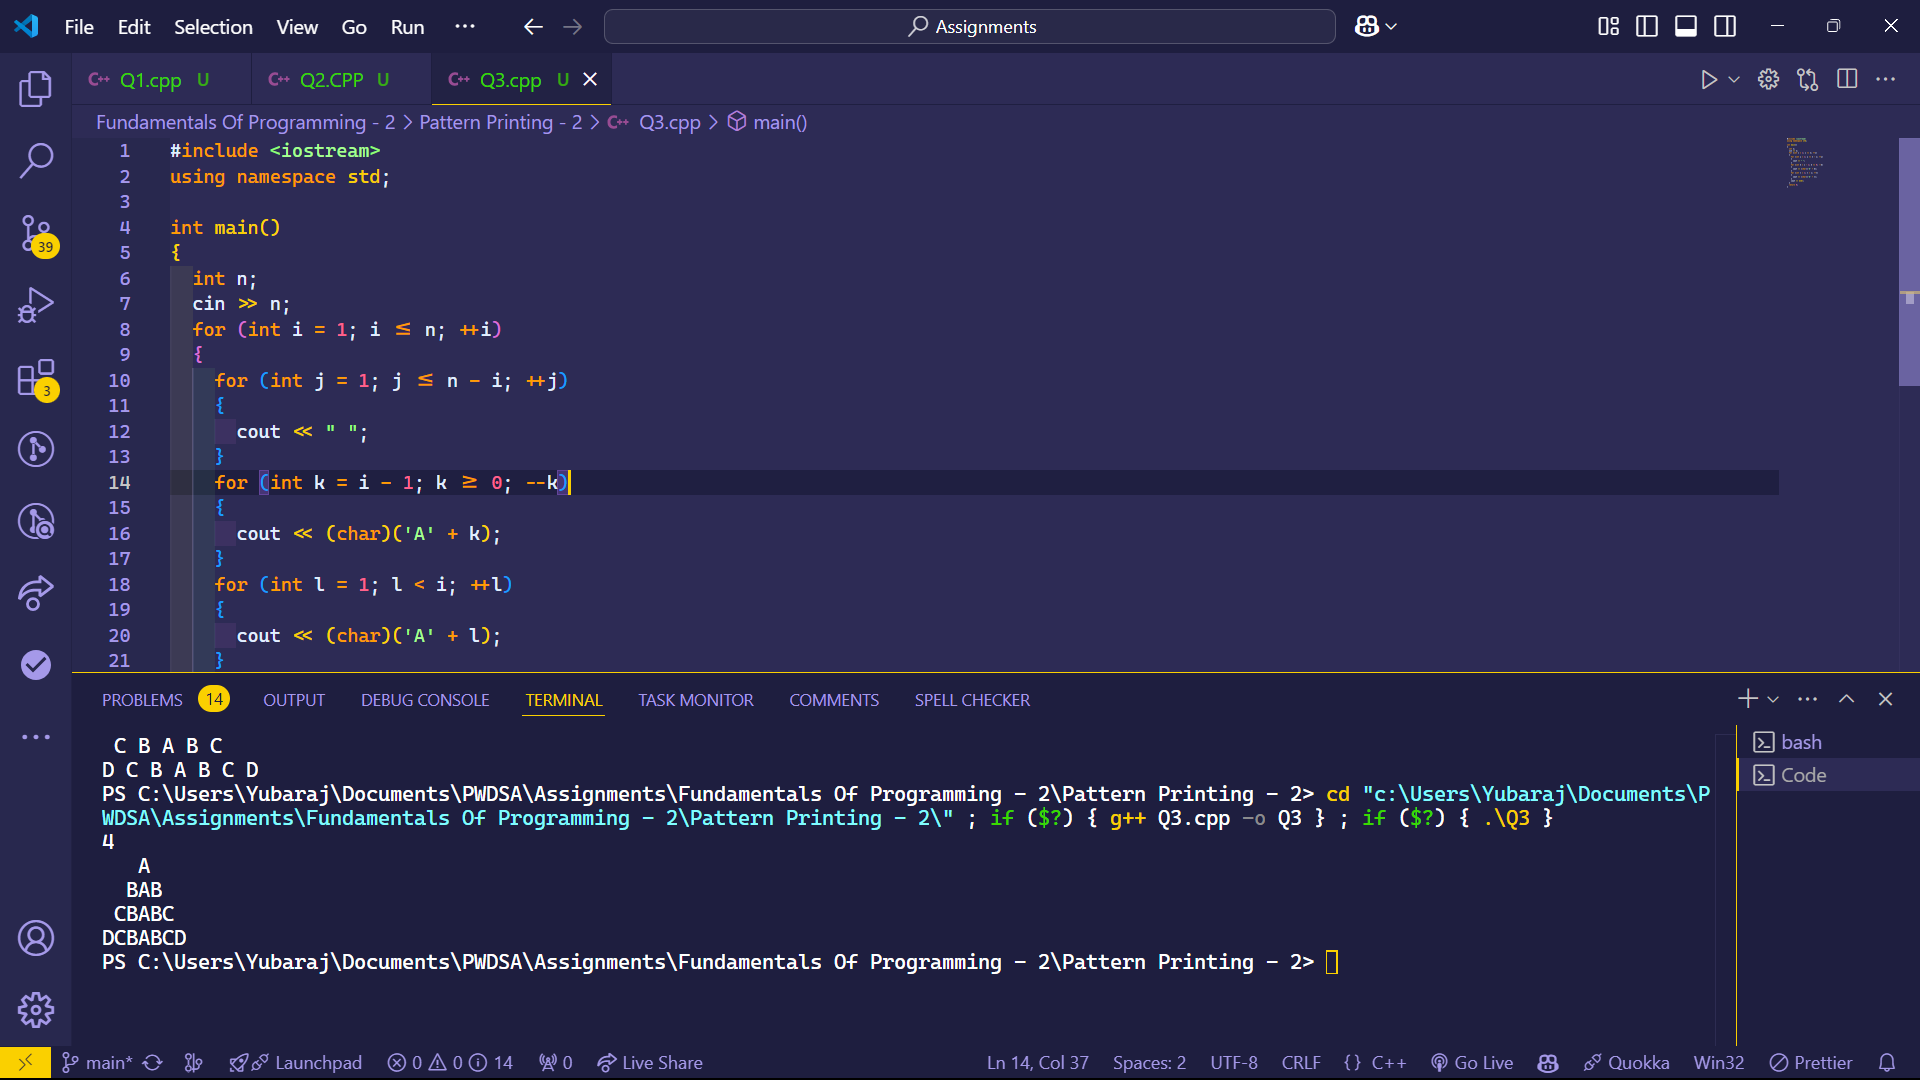 File Edit Selection View Go Run ··· Assignments
Q1.cpp U Q2.CPP U Q3.cpp U
Fundamentals Of Programming - 2 > Pattern Printing - 2 > Q3.cpp > main()
1 #include <iostream>
2 using namespace std;
3
4 int main()
5 {
6 int n;
7 cin >> n;
8 for (int i = 1; i <= n; ++i)
9 {
10 for (int j = 1; j <= n - i; ++j)
11 {
12 cout << " ";
13 }
14 for (int k = i - 1; k >= 0; --k)
15 {
16 cout << (char)('A' + k);
17 }
18 for (int l = 1; l < i; ++l)
19 {
20 cout << (char)('A' + l);
21 }
39
3
PROBLEMS 14 OUTPUT DEBUG CONSOLE TERMINAL TASK MONITOR COMMENTS SPELL CHECKER
C B A B C
D C B A B C D
PS C:\Users\Yubaraj\Documents\PWDSA\Assignments\Fundamentals Of Programming - 2\Pattern Printing - 2> cd "c:\Users\Yubaraj\Documents\P
WDSA\Assignments\Fundamentals Of Programming - 2\Pattern Printing - 2\" ; if ($?) { g++ Q3.cpp -o Q3 } ; if ($?) { .\Q3 }
4
A
BAB
CBABC
DCBABCD
PS C:\Users\Yubaraj\Documents\PWDSA\Assignments\Fundamentals Of Programming - 2\Pattern Printing - 2>
bash
Code
main* Launchpad 0 0 14 0 Live Share Ln 14, Col 37 Spaces: 2 UTF-8 CRLF {} C++ Go Live Quokka Win32 Prettier